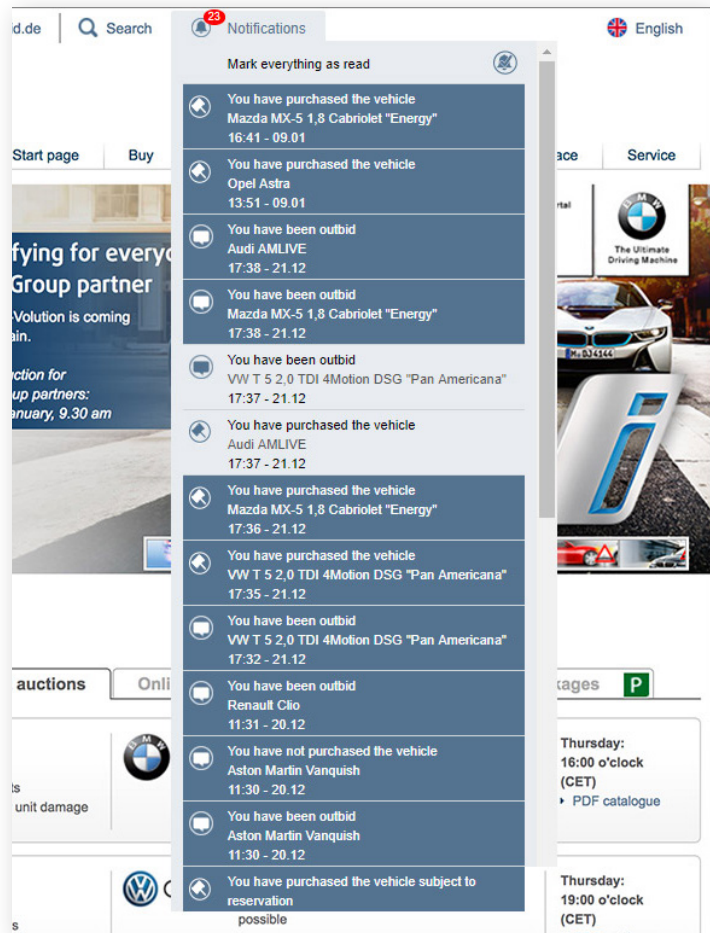 d.de
Search
23
Notifications
English
Mark everything as read
You have purchased the vehicle
Mazda MX-5 1,8 Cabriolet "Energy"
16:41 - 09.01
Start page
Buy
ace
Service
You have purchased the vehicle
Opel Astra
13:51 - 09.01
You have been outbid
Audi AMLIVE
17:38 - 21.12
You have been outbid
Mazda MX-5 1,8 Cabriolet "Energy"
17:38 - 21.12
You have been outbid
VW T 5 2,0 TDI 4Motion DSG "Pan Americana"
17:37 - 21.12
You have purchased the vehicle
Audi AMLIVE
17:37 - 21.12
You have purchased the vehicle
Mazda MX-5 1,8 Cabriolet "Energy"
17:36 - 21.12
You have purchased the vehicle
VW T 5 2,0 TDI 4Motion DSG "Pan Americana"
17:35 - 21.12
You have been outbid
VW T 5 2,0 TDI 4Motion DSG "Pan Americana"
17:32 - 21.12
You have been outbid
Renault Clio
11:31 - 20.12
You have not purchased the vehicle
Aston Martin Vanquish
11:30 - 20.12
You have been outbid
Aston Martin Vanquish
11:30 - 20.12
You have purchased the vehicle subject to
reservation
possible
fying for everyo
Group partner
-Volution is coming
ain.
ction for
up partners:
anuary, 9.30 am
rtal
BMW
The Ultimate
Driving Machine
M:DJ4144
auctions
Onli
kages
P
ts
unit damage
BMW
Thursday:
16:00 o'clock
(CET)
PDF catalogue
s
Thursday:
19:00 o'clock
(CET)